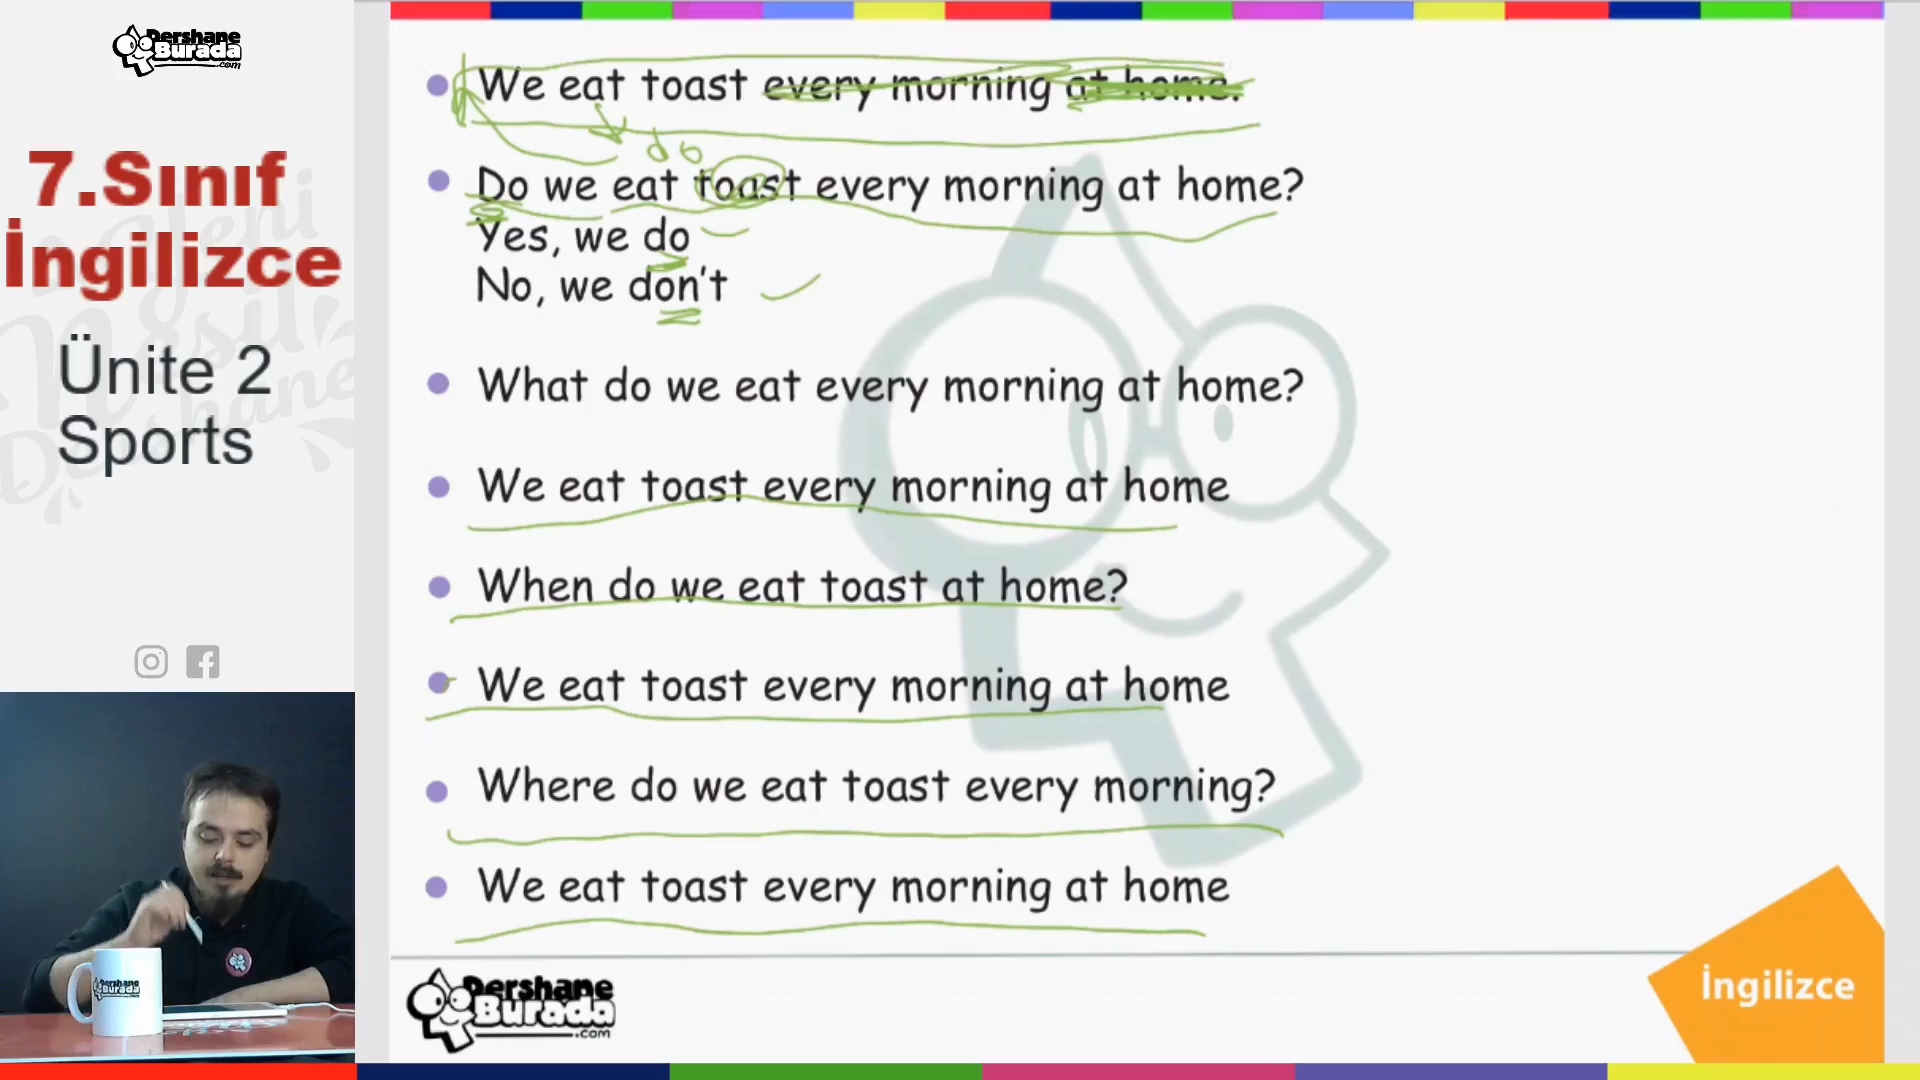 Dershane
Burada
.com
7.Sınıf
İngilizce
Ünite 2
Sports
We eat toast every morning at home.
do
Do we eat toast every morning at home?
Yes, we do
No, we don't
What do we eat every morning at home?
We eat toast every morning at home
When do we eat toast at home?
We eat toast every morning at home
Where do we eat toast every morning?
We eat toast every morning at home
Dershane
Burada
.com
İngilizce
Dershane
Burada